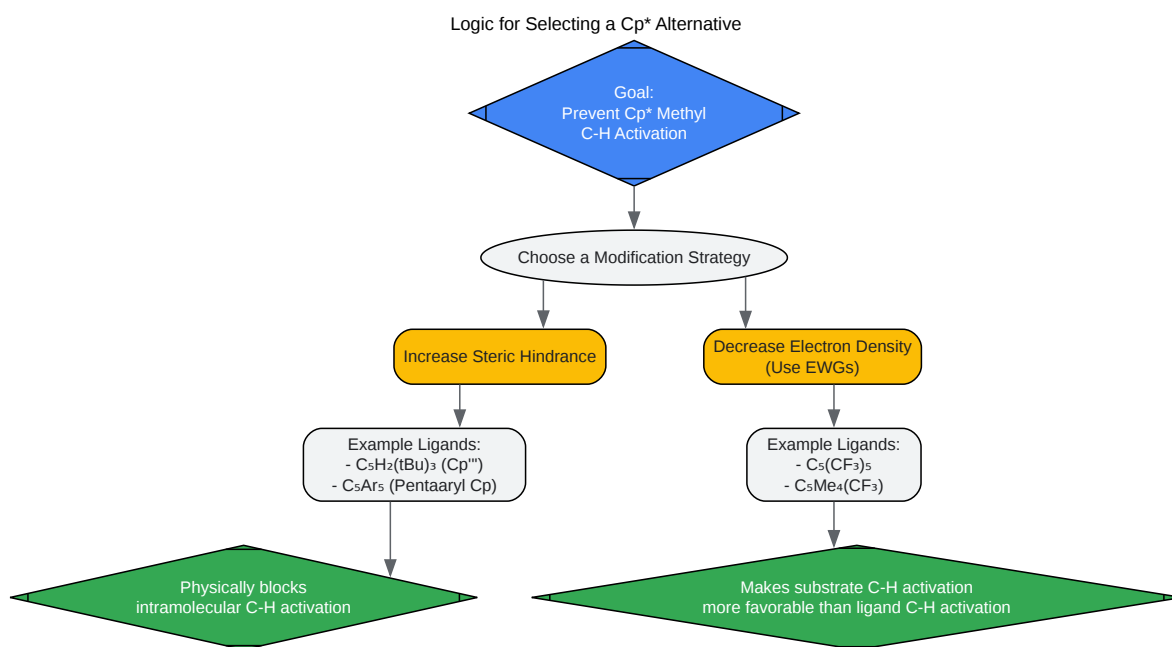 Logic for Selecting a Cp* Alternative
Goal:
Prevent Cp* Methyl
C-H Activation
Choose a Modification Strategy
Increase Steric Hindrance
Decrease Electron Density
(Use EWGs)
Example Ligands:
- C₅H₂(tBu)₃ (Cp''')
- C₅Ar₅ (Pentaaryl Cp)
Example Ligands:
- C₅(CF₃)₅
- C₅Me₄(CF₃)
Physically blocks
intramolecular C-H activation
Makes substrate C-H activation
more favorable than ligand C-H activation